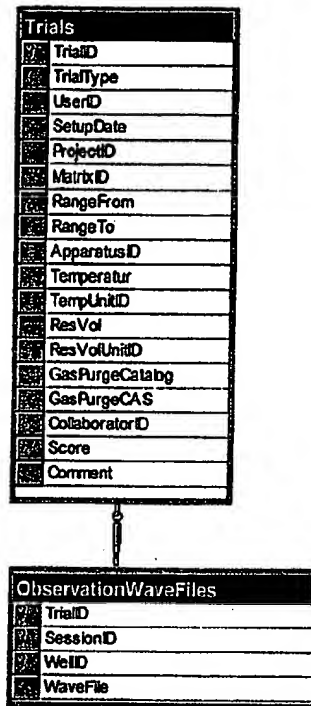 Trials
TrialID
TrialType
UserID
SetupDate
ProjectID
MatrixID
RangeFrom
RangeTo
ApparatusID
Temperatur
TempUnitID
ResVol
ResVolUnitID
GasPurgeCatalog
GasPurgeCAS
CollaboratorID
Score
Comment
ObservationWaveFiles
TrialID
SessionID
WellID
WaveFile